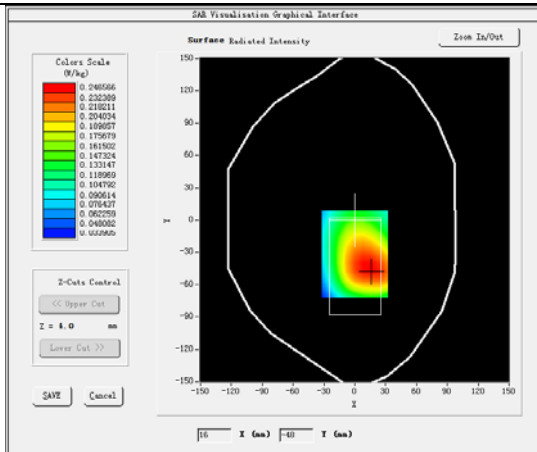 SAR Visualisation Graphical Interface
Surface Radiated Intensity
Zoom In/Out
Colors Scale
(W/kg)
0.246566
0.232389
0.218211
0.204034
0.189857
0.175679
0.161502
0.147324
0.133147
0.118969
0.104792
0.090614
0.076437
0.062259
0.048082
0.033905
150
120
90
60
30
0
-30
-60
-90
-120
-150
Y
-150 -120 -90 -60 -30 0 30 60 90 120 150
X
Z-Cuts Control
<< Upper Cut
Z = 4.0 mm
Lower Cut >>
SAVE Cancel
16 X (mm) -48 Y (mm)